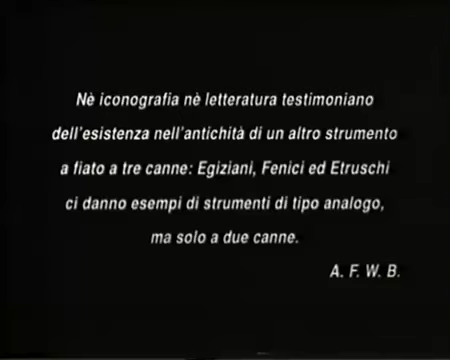 Nè iconografia nè letteratura testimoniano
dell'esistenza nell'antichità di un altro strumento
a fiato a tre canne: Egiziani, Fenici ed Etruschi
ci danno esempi di strumenti di tipo analogo,
ma solo a due canne.
A. F. W. B.